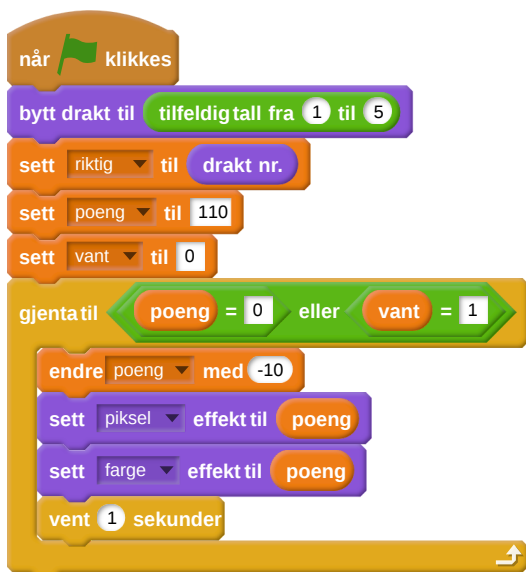 når klikkes
bytt drakt til tilfeldig tall fra 1 til 5
sett riktig til drakt nr.
sett poeng til 110
sett vant til 0
gjenta til poeng = 0 eller vant = 1
endre poeng med -10
sett piksel effekt til poeng
sett farge effekt til poeng
vent 1 sekunder